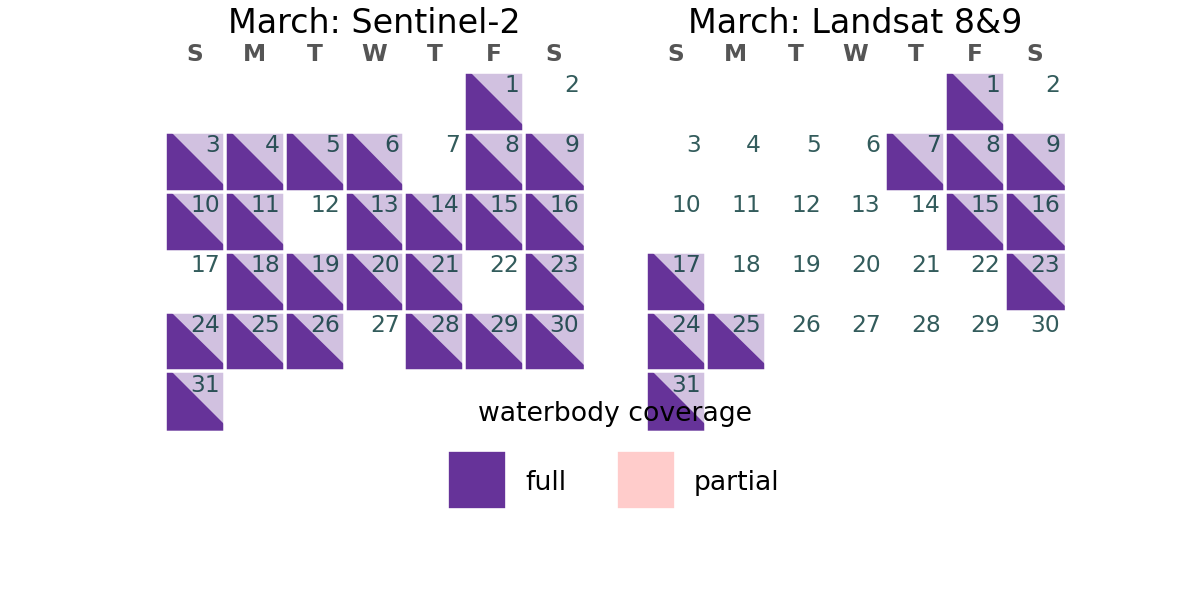 March: Sentinel-2
S M T W T F S
1 2
3 4 5 6 7 8 9
10 11 12 13 14 15 16
17 18 19 20 21 22 23
24 25 26 27 28 29 30
31
March: Landsat 8&9
S M T W T F S
1 2
3 4 5 6 7 8 9
10 11 12 13 14 15 16
17 18 19 20 21 22 23
24 25 26 27 28 29 30
31
waterbody coverage
full
partial